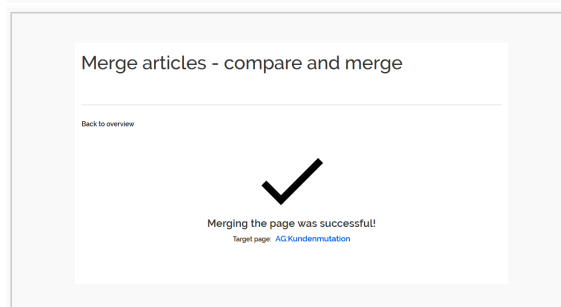 Merge articles - compare and merge
Back to overview
Merging the page was successful!
Target page: AG:Kundenmutation